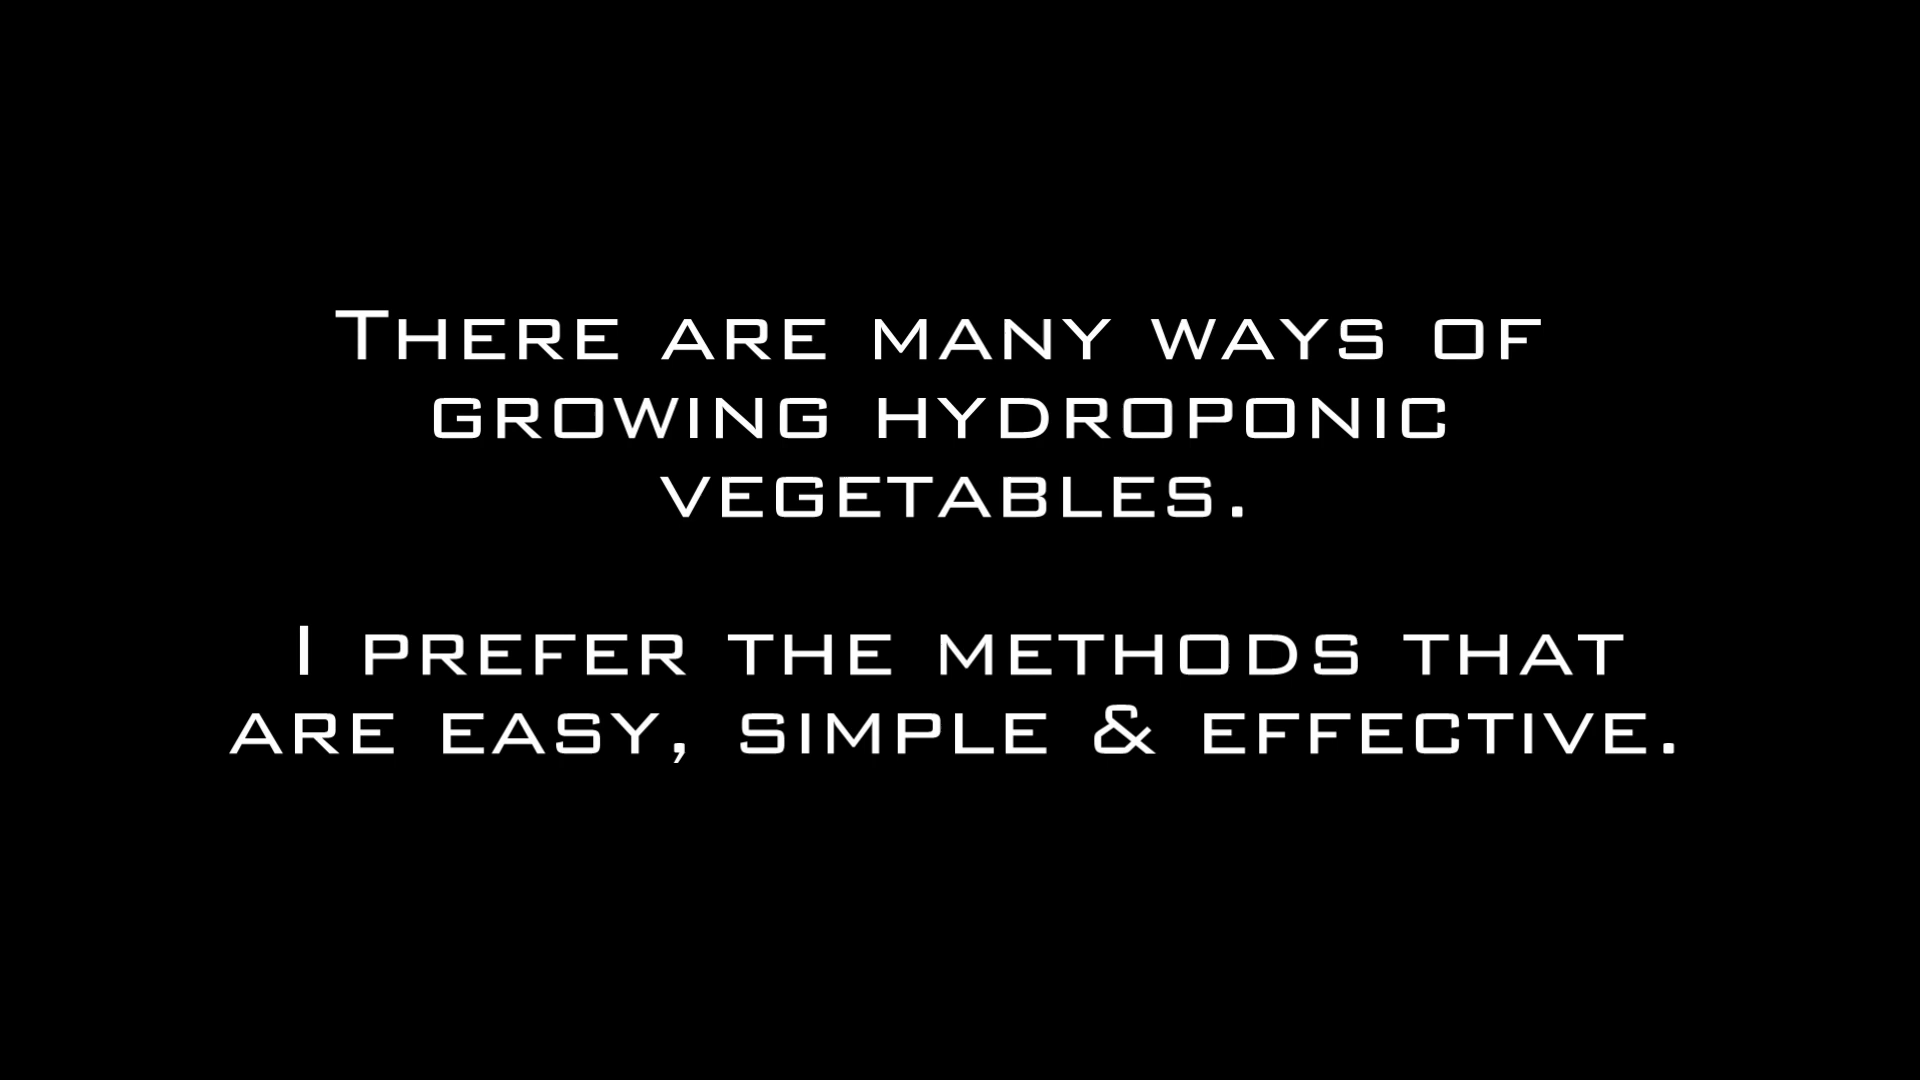 There are many ways of
growing hydroponic
vegetables.
I prefer the methods that
are easy, simple & effective.